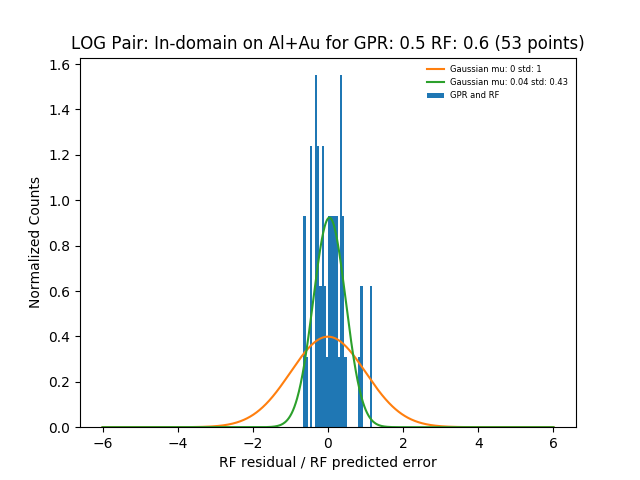 LOG Pair: In-domain on Al+Au for GPR: 0.5 RF: 0.6 (53 points)
Gaussian mu: 0 std: 1
Gaussian mu: 0.04 std: 0.43
GPR and RF
Normalized Counts
1.6
1.4
1.2
1.0
0.8
0.6
0.4
0.2
0.0
−6 −4 −2 0 2 4 6
RF residual / RF predicted error